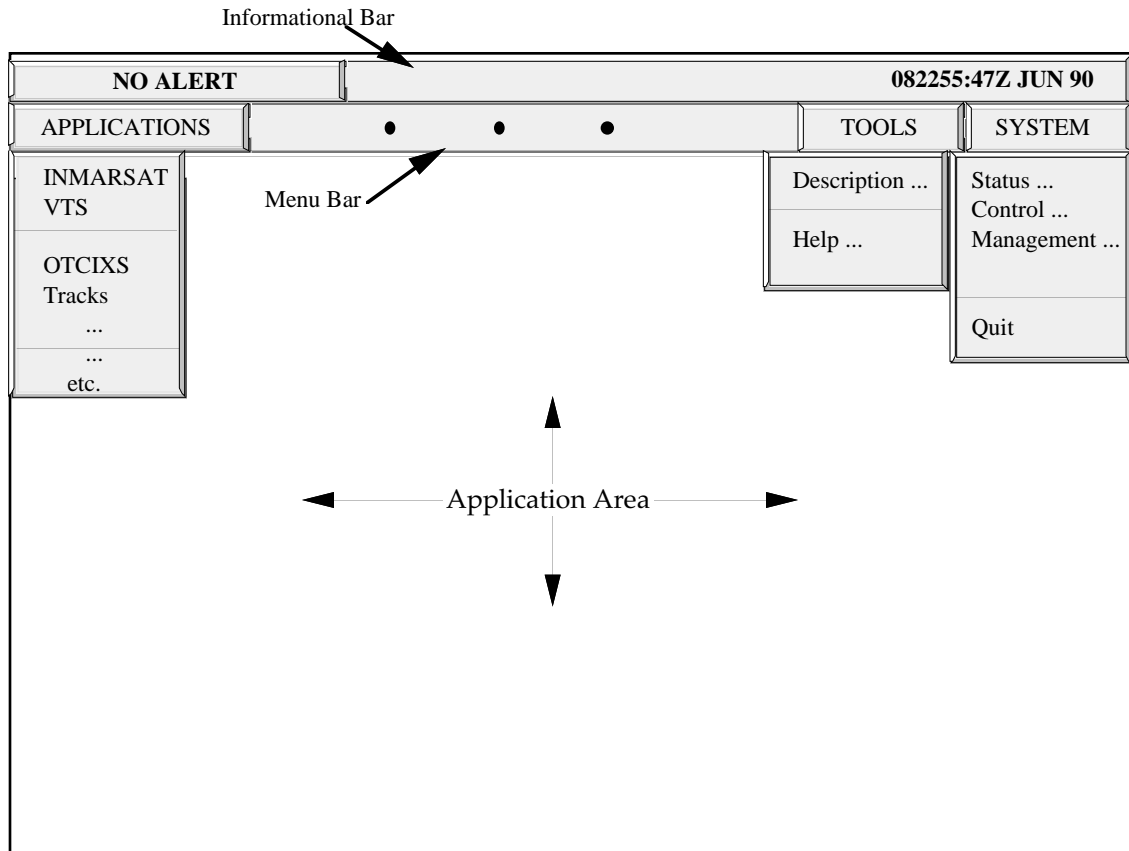 Informational Bar
NO ALERT
082255:47Z JUN 90
APPLICATIONS
TOOLS
SYSTEM
Menu Bar
INMARSAT
VTS
OTCIXS
Tracks
...
...
etc.
Description ...
Help ...
Status ...
Control ...
Management ...
Quit
Application Area